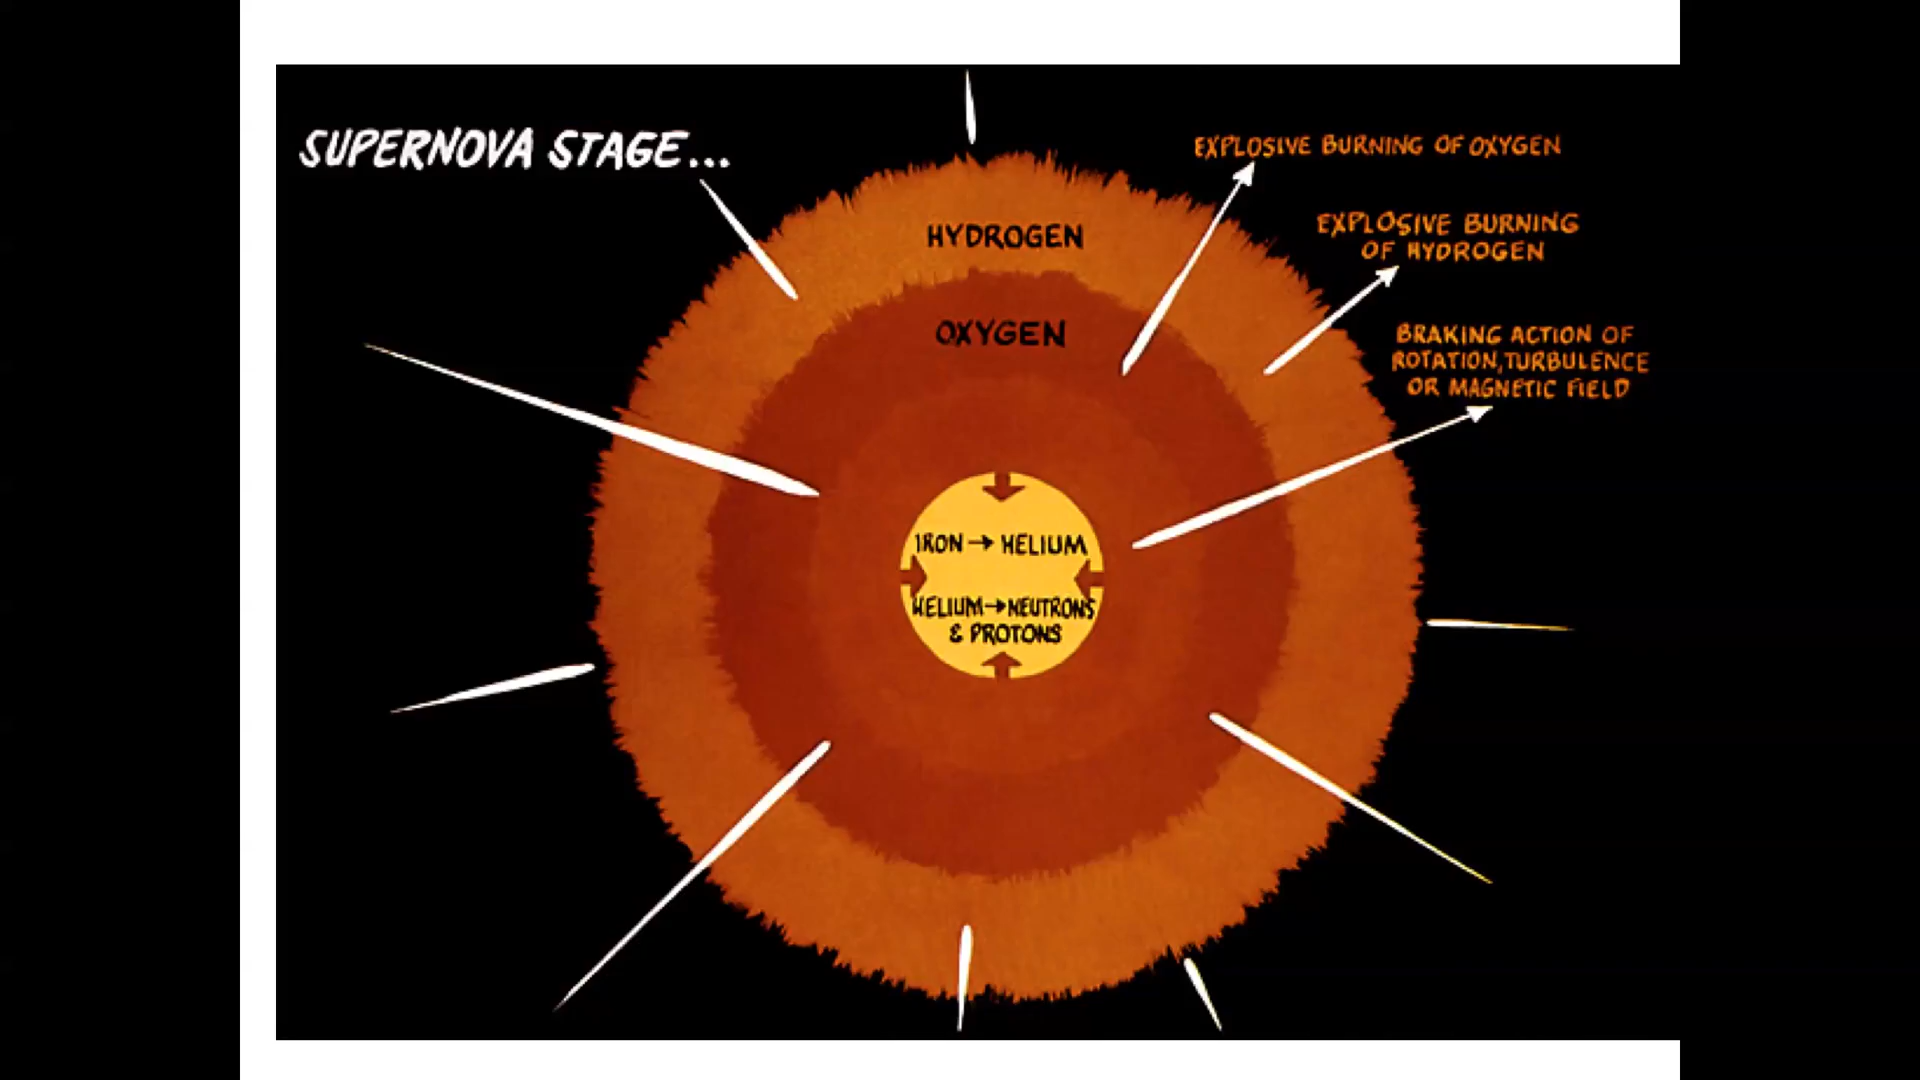 SUPERNOVA STAGE...
EXPLOSIVE BURNING OF OXYGEN
EXPLOSIVE BURNING
OF HYDROGEN
BRAKING ACTION OF
ROTATION, TURBULENCE
OR MAGNETIC FIELD
HYDROGEN
OXYGEN
IRON → HELIUM
HELIUM → NEUTRONS
& PROTONS